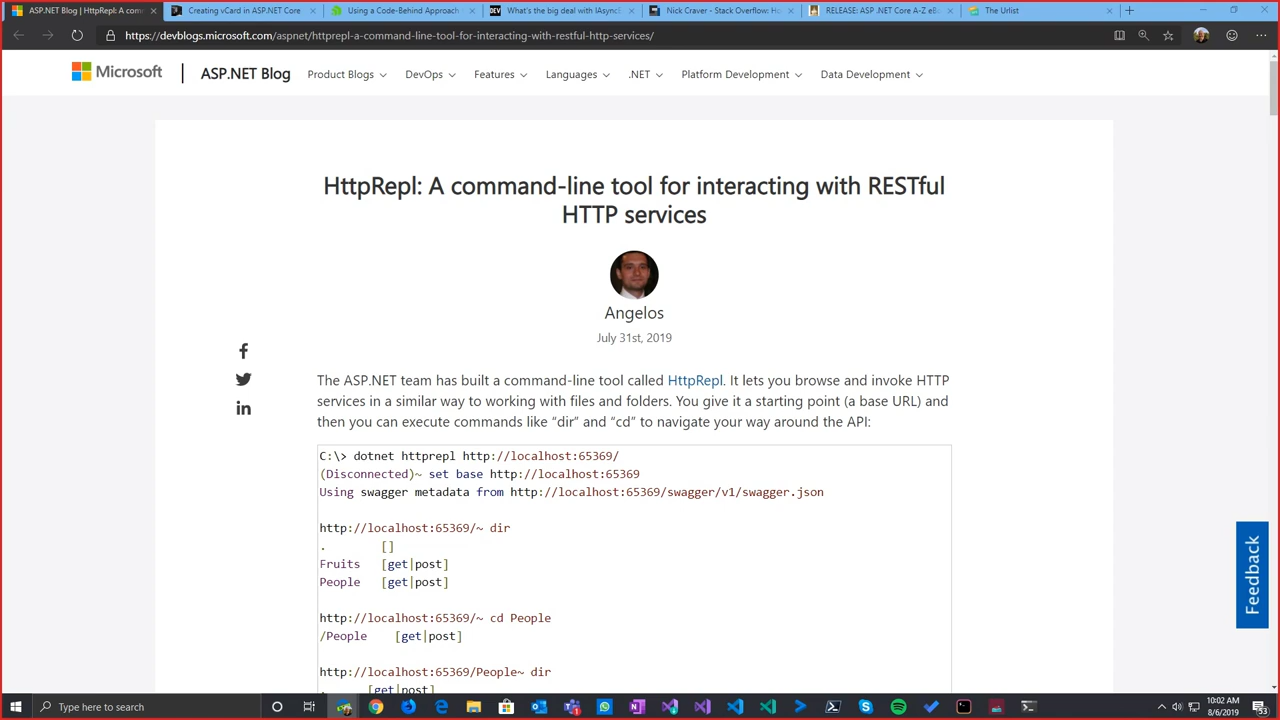 ASP.NET Blog | HttpRepl: A com
Creating vCard in ASP.NET Core
Using a Code-Behind Approach
DEV
What's the big deal with IAsyncE
Nick Craver - Stack Overflow: Ho
RELEASE: ASP .NET Core A-Z eBo
The Urlist
https://devblogs.microsoft.com/aspnet/httprepl-a-command-line-tool-for-interacting-with-restful-http-services/
Microsoft
ASP.NET Blog
Product Blogs
DevOps
Features
Languages
.NET
Platform Development
Data Development
HttpRepl: A command-line tool for interacting with RESTful
HTTP services
Angelos
July 31st, 2019
The ASP.NET team has built a command-line tool called HttpRepl. It lets you browse and invoke HTTP
services in a similar way to working with files and folders. You give it a starting point (a base URL) and
then you can execute commands like “dir” and “cd” to navigate your way around the API:
C:\> dotnet httprepl http://localhost:65369/
(Disconnected)~ set base http://localhost:65369
Using swagger metadata from http://localhost:65369/swagger/v1/swagger.json
http://localhost:65369/~ dir
. []
Fruits [get|post]
People [get|post]
http://localhost:65369/~ cd People
/People [get|post]
http://localhost:65369/People~ dir
. [get|post]
Feedback
Type here to search
10:02 AM
8/6/2019